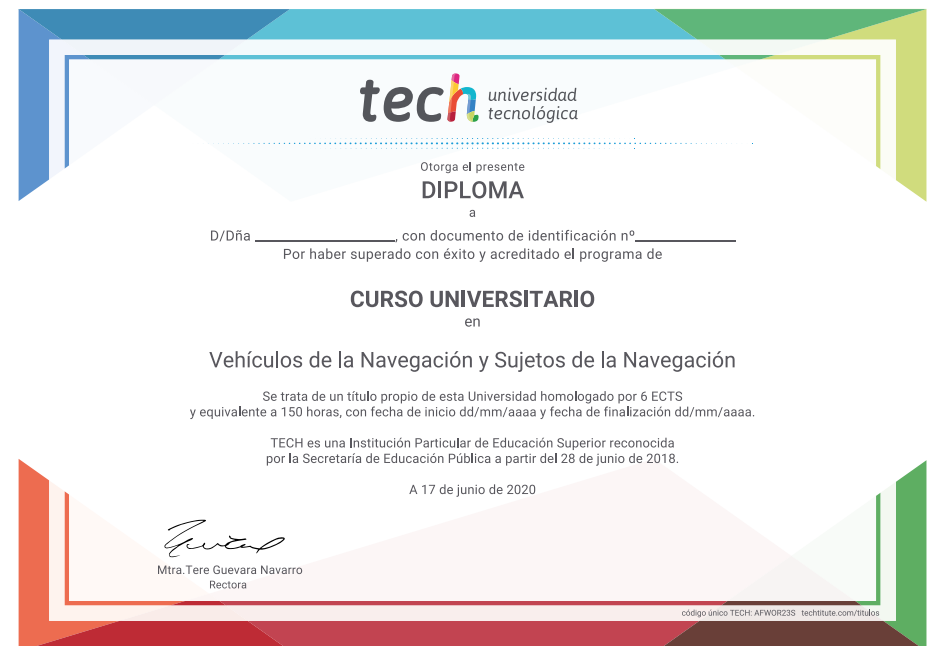 tech universidad
tecnológica
Otorga el presente
DIPLOMA
a
D/Dña ______________, con documento de identificación nº__________
Por haber superado con éxito y acreditado el programa de
CURSO UNIVERSITARIO
en
Vehículos de la Navegación y Sujetos de la Navegación
Se trata de un título propio de esta Universidad homologado por 6 ECTS
y equivalente a 150 horas, con fecha de inicio dd/mm/aaaa y fecha de finalización dd/mm/aaaa.
TECH es una Institución Particular de Educación Superior reconocida
por la Secretaría de Educación Pública a partir del 28 de junio de 2018.
A 17 de junio de 2020
Mtra.Tere Guevara Navarro
Rectora
código único TECH: AFWOR23S techtitute.com/titulos